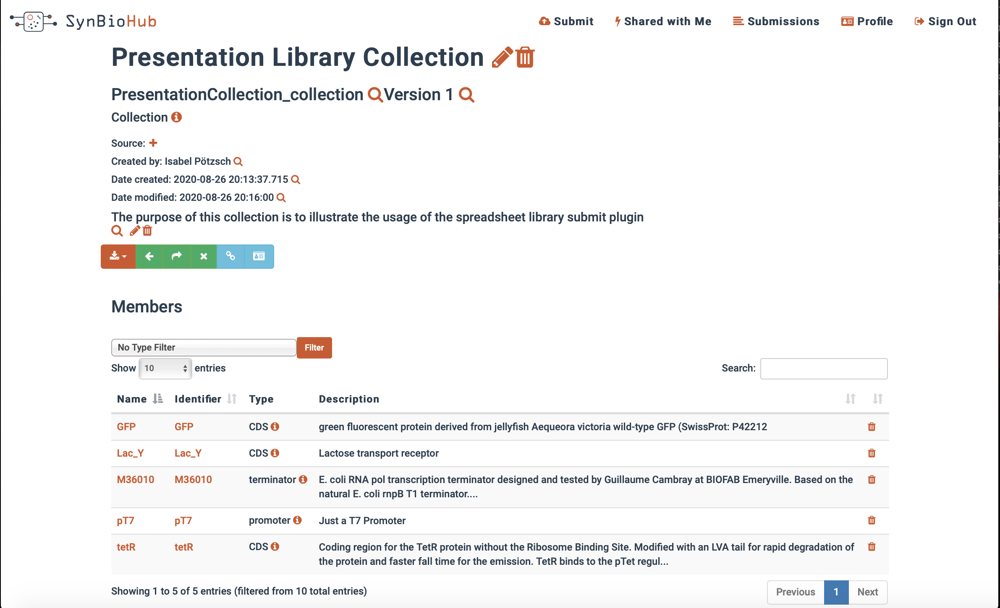 SynBioHub
Submit Shared with Me Submissions Profile Sign Out
Presentation Library Collection
PresentationCollection_collection Version 1
Collection
Source:
Created by: Isabel Pötzsch
Date created: 2020-08-26 20:13:37.715
Date modified: 2020-08-26 20:16:00
The purpose of this collection is to illustrate the usage of the spreadsheet library submit plugin
Members
No Type Filter Filter
Show 10 entries Search:
Name Identifier Type Description
GFP GFP CDS green fluorescent protein derived from jellyfish Aequeora victoria wild-type GFP (SwissProt: P42212
Lac_Y Lac_Y CDS Lactose transport receptor
M36010 M36010 terminator E. coli RNA pol transcription terminator designed and tested by Guillaume Cambray at BIOFAB Emeryville. Based on the
natural E. coli rnpB T1 terminator....
pT7 pT7 promoter Just a T7 Promoter
tetR tetR CDS Coding region for the TetR protein without the Ribosome Binding Site. Modified with an LVA tail for rapid degradation of
the protein and faster fall time for the emission. TetR binds to the pTet regul...
Showing 1 to 5 of 5 entries (filtered from 10 total entries) Previous 1 Next